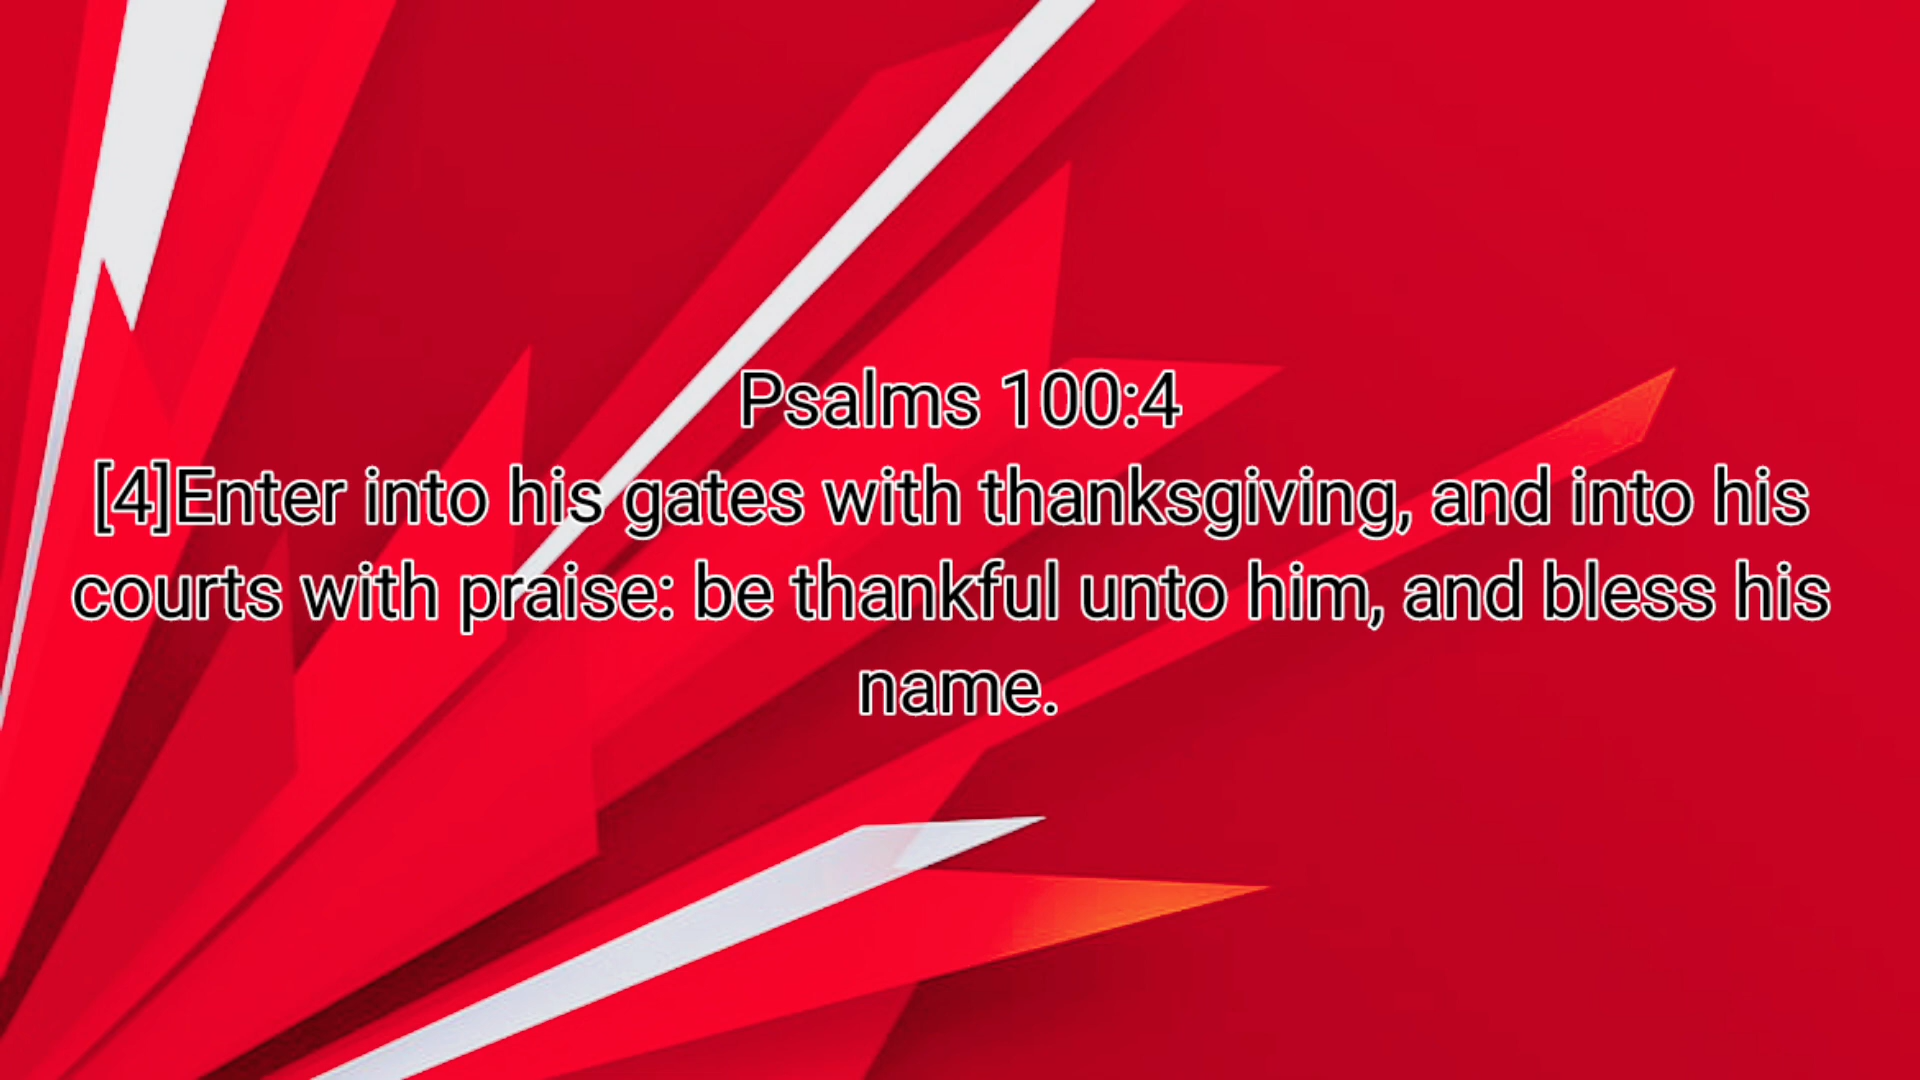 Psalms 100:4
[4]Enter into his gates with thanksgiving, and into his
courts with praise: be thankful unto him, and bless his
name.